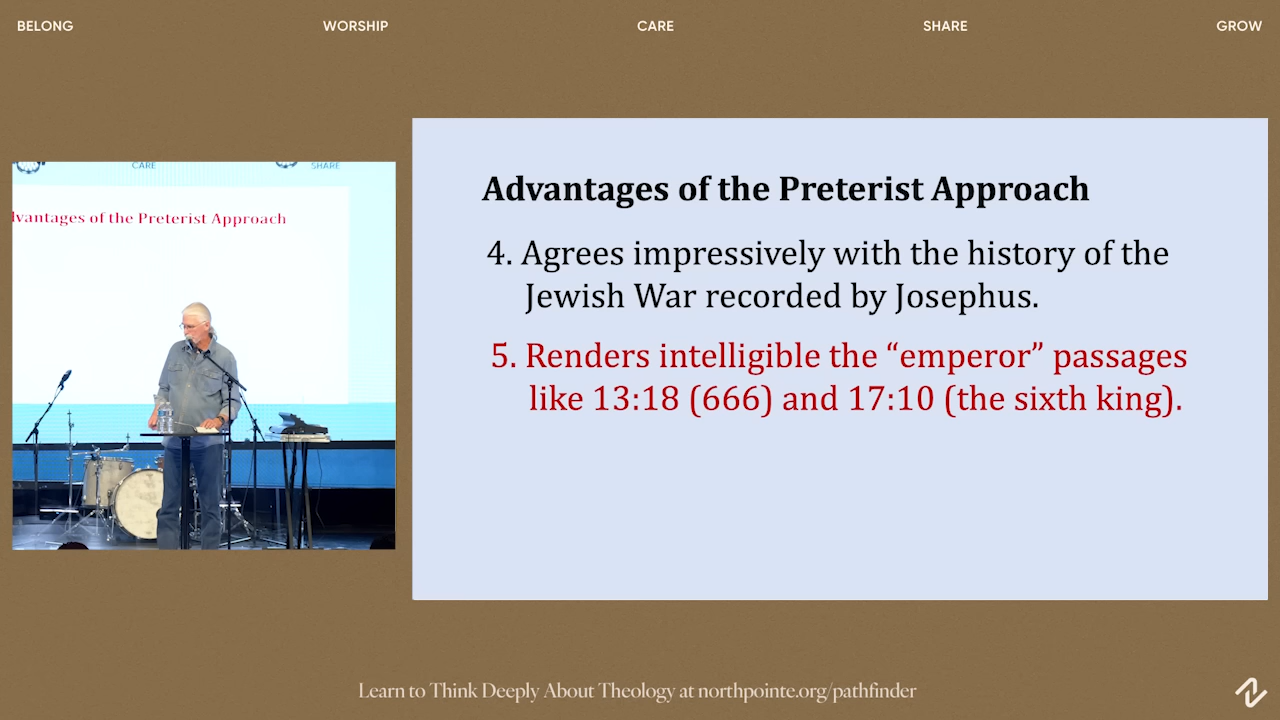 BELONG WORSHIP CARE SHARE GROW
CARE SHARE
dvantages of the Preterist Approach
Advantages of the Preterist Approach
4. Agrees impressively with the history of the
Jewish War recorded by Josephus.
5. Renders intelligible the “emperor” passages
like 13:18 (666) and 17:10 (the sixth king).
Learn to Think Deeply About Theology at northpointe.org/pathfinder